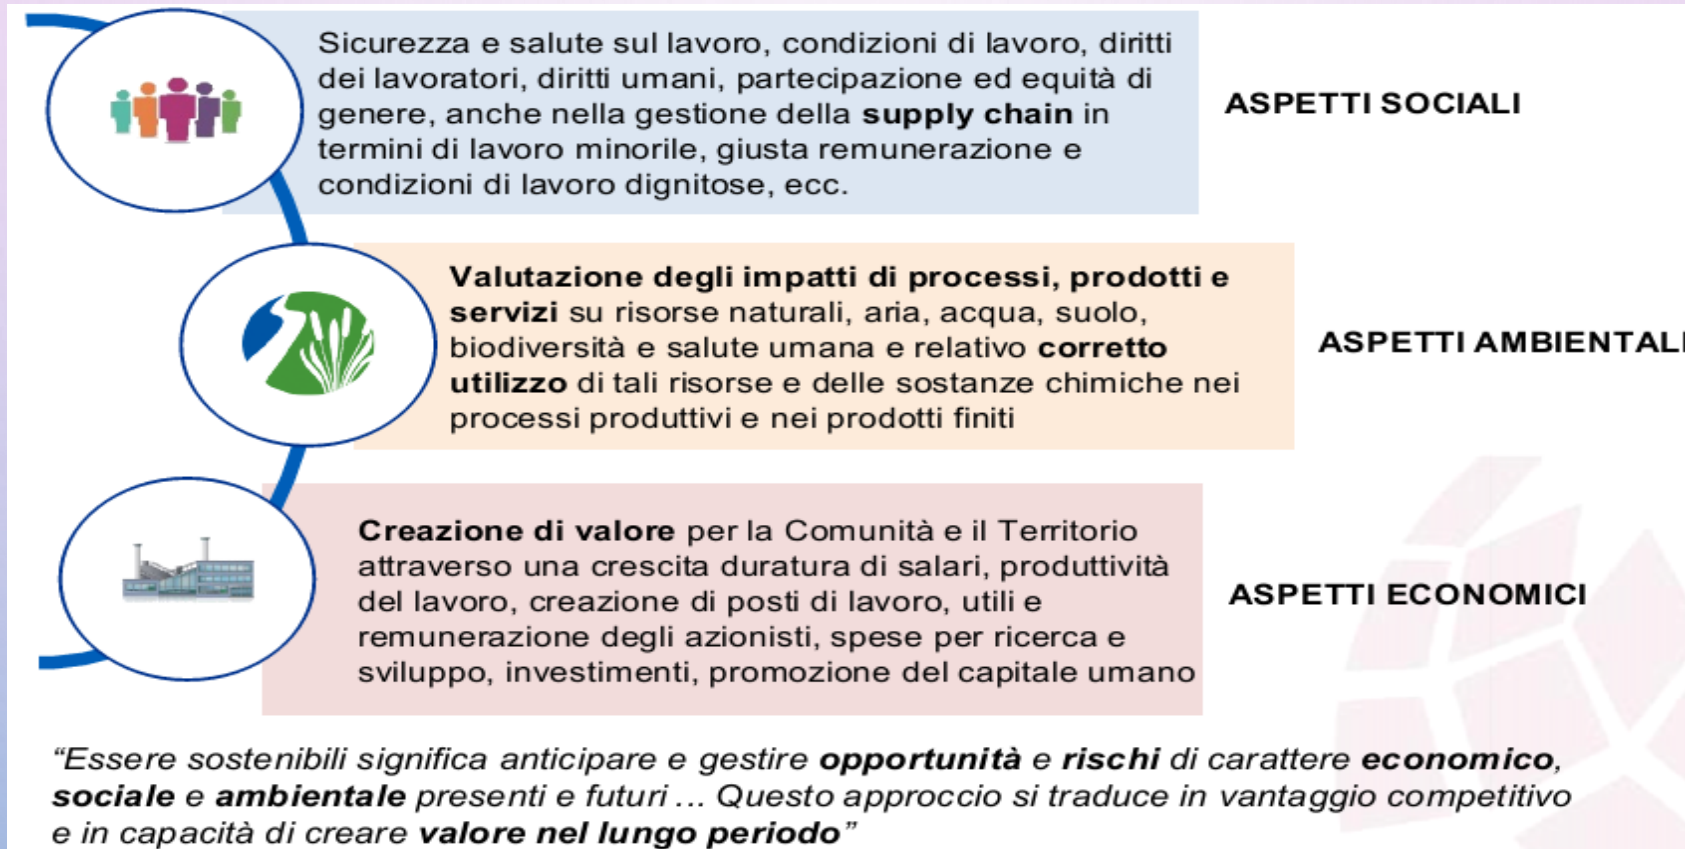 Sicurezza e salute sul lavoro, condizioni di lavoro, diritti
dei lavoratori, diritti umani, partecipazione ed equità di
genere, anche nella gestione della supply chain in
termini di lavoro minorile, giusta remunerazione e
condizioni di lavoro dignitose, ecc.
ASPETTI SOCIALI
Valutazione degli impatti di processi, prodotti e
servizi su risorse naturali, aria, acqua, suolo,
biodiversità e salute umana e relativo corretto
utilizzo di tali risorse e delle sostanze chimiche nei
processi produttivi e nei prodotti finiti
ASPETTI AMBIENTALI
Creazione di valore per la Comunità e il Territorio
attraverso una crescita duratura di salari, produttività
del lavoro, creazione di posti di lavoro, utili e
remunerazione degli azionisti, spese per ricerca e
sviluppo, investimenti, promozione del capitale umano
ASPETTI ECONOMICI
“Essere sostenibili significa anticipare e gestire opportunità e rischi di carattere economico,
sociale e ambientale presenti e futuri ... Questo approccio si traduce in vantaggio competitivo
e in capacità di creare valore nel lungo periodo”